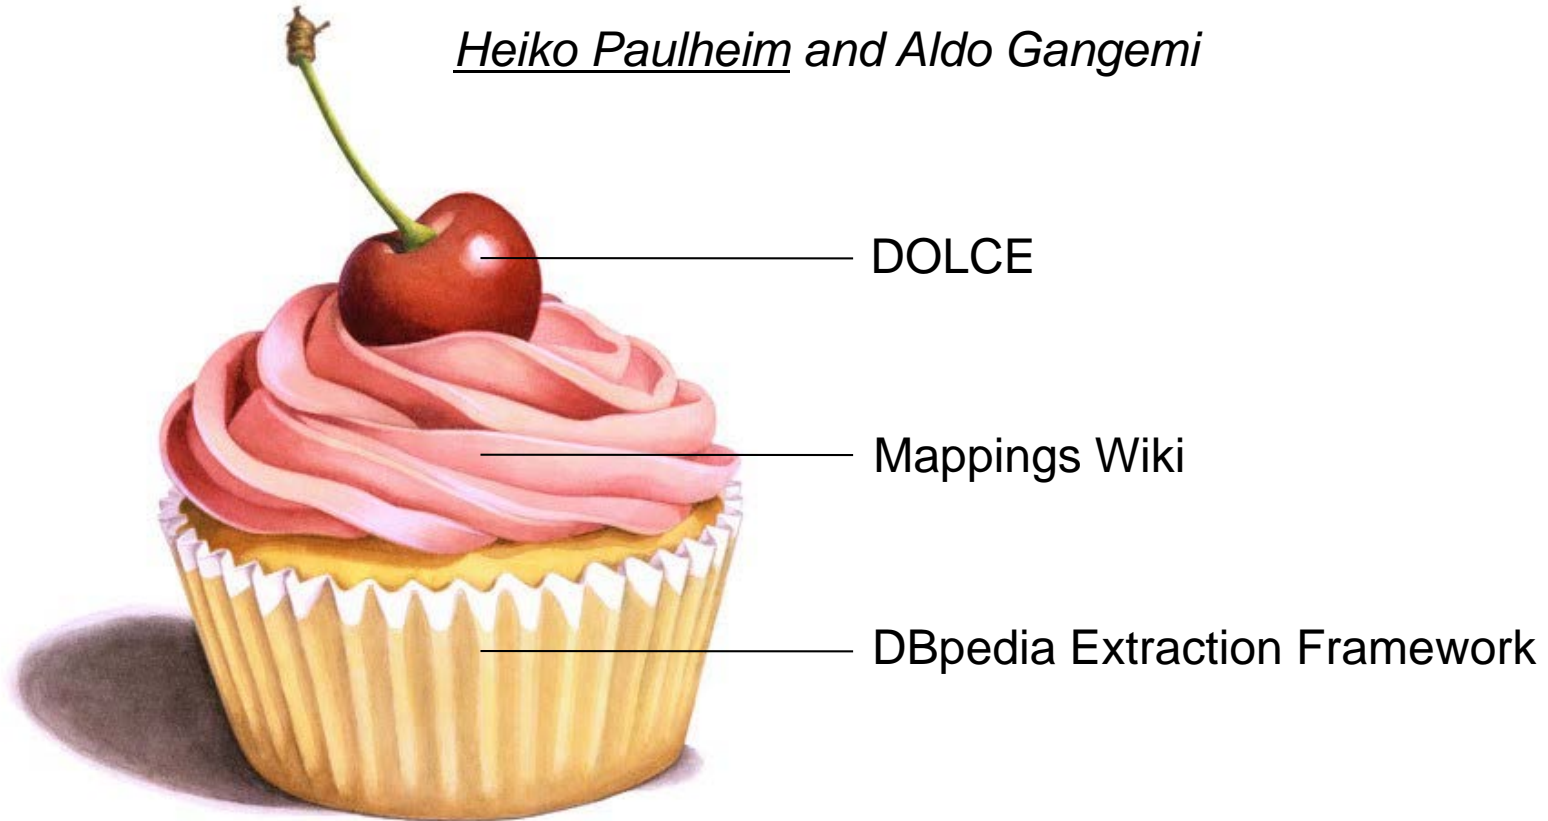 Heiko Paulheim and Aldo Gangemi
DOLCE
Mappings Wiki
DBpedia Extraction Framework